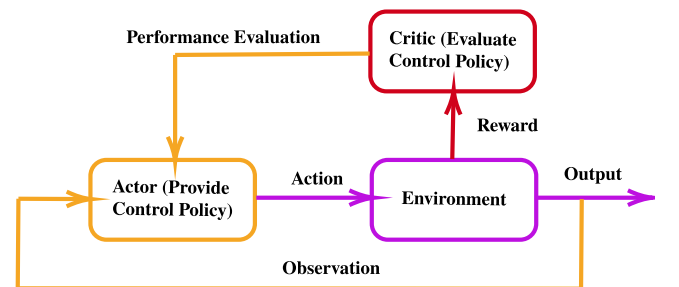 Performance Evaluation
Critic (Evaluate
Control Policy)
Reward
Actor (Provide
Control Policy)
Action
Environment
Output
Observation